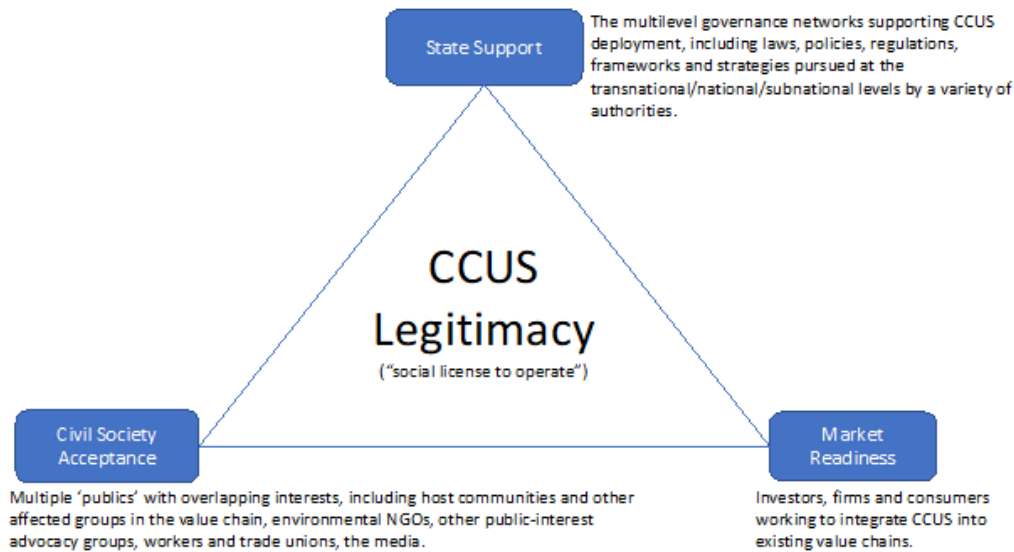 State Support
The multilevel governance networks supporting CCUS
deployment, including laws, policies, regulations,
frameworks and strategies pursued at the
transnational/national/subnational levels by a variety of
authorities.
CCUS
Legitimacy
(“social license to operate”)
Civil Society
Acceptance
Multiple ‘publics’ with overlapping interests, including host communities and other
affected groups in the value chain, environmental NGOs, other public-interest
advocacy groups, workers and trade unions, the media.
Market
Readiness
Investors, firms and consumers
working to integrate CCUS into
existing value chains.